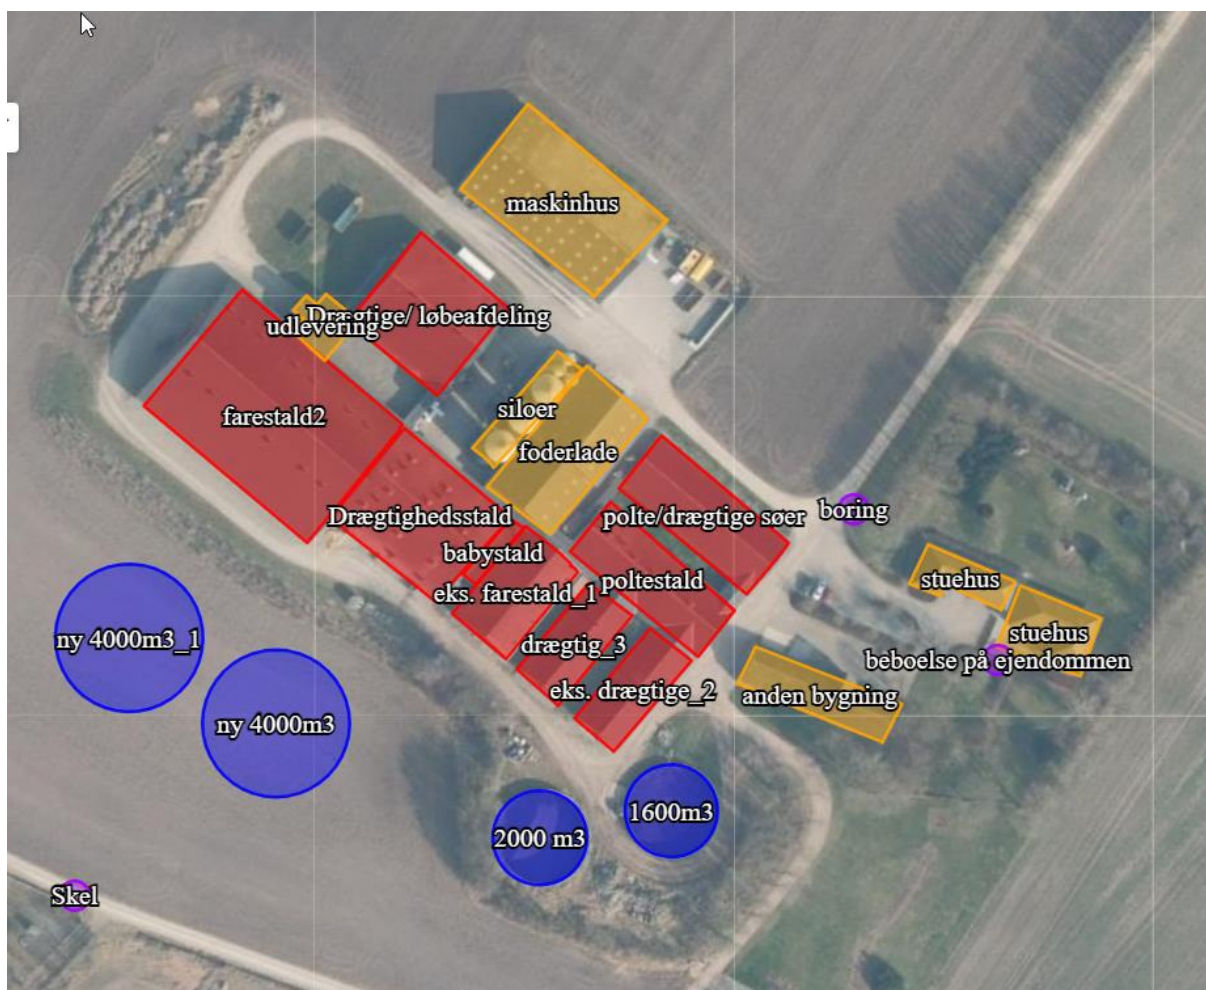 maskinhus
Drægtige/ løbeafdeling
udlevering
siloer
farestald2
foderlade
Drægtighedsstald
polte/drægtige søer
boring
babystald
poltestald
stuehus
eks. farestald_1
stuehus
ny 4000m3_1
drægtig_3
beboelse på ejendommen
eks. drægtige_2
anden bygning
ny 4000m3
1600m3
2000 m3
Skel